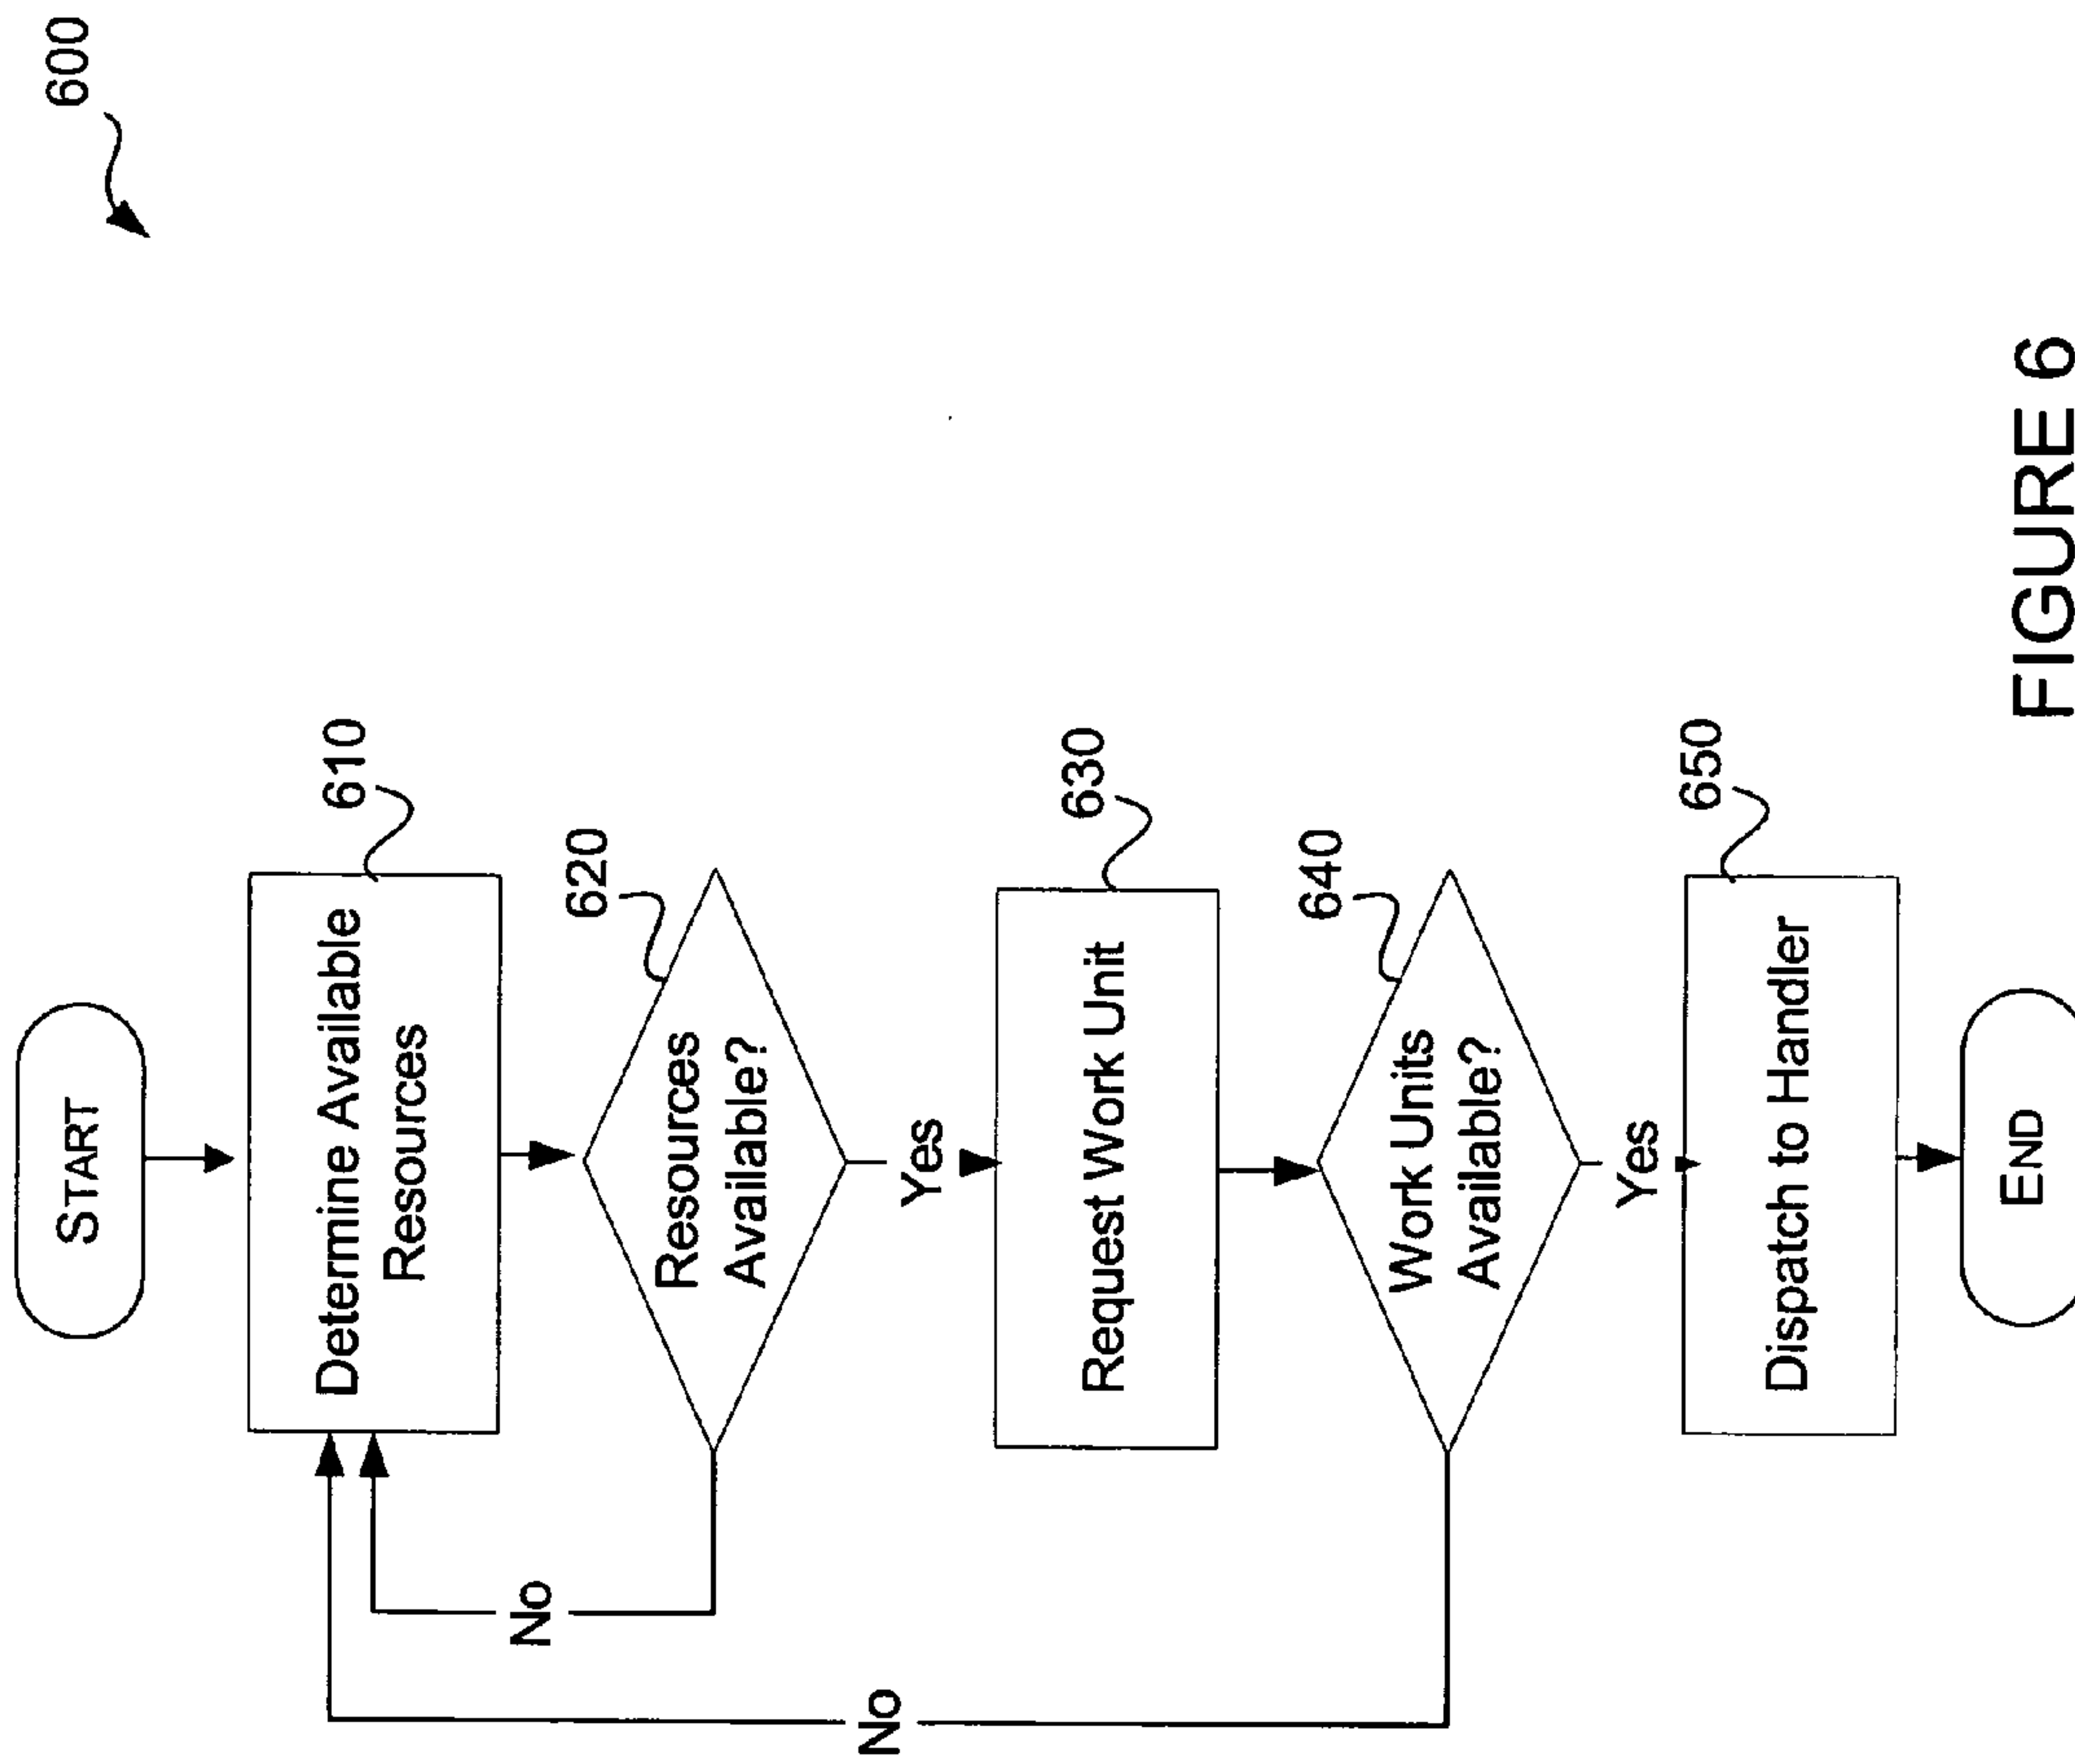 600
START
Determine Available
Resources
610
Resources
Available?
620
No
Yes
Request Work Unit
630
Work Units
Available?
640
No
Yes
Dispatch to Handler
650
END
FIGURE 6